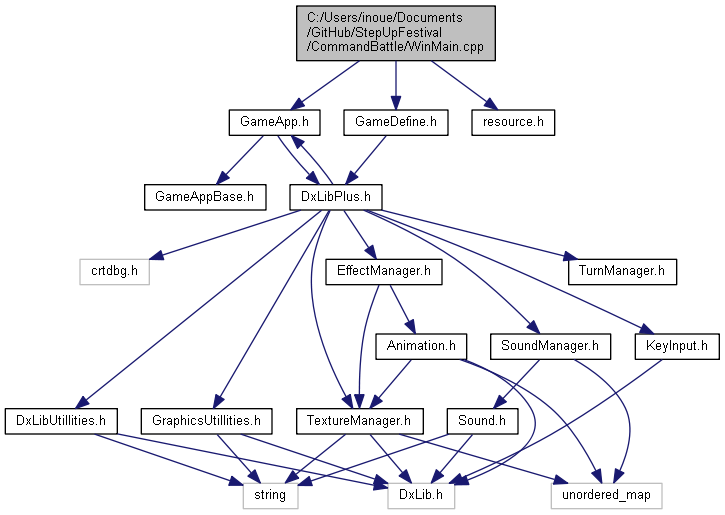 C:/Users/inoue/Documents
/GitHub/StepUpFestival
/CommandBattle/WinMain.cpp
GameApp.h
GameDefine.h
resource.h
GameAppBase.h
DxLibPlus.h
crtdbg.h
EffectManager.h
TurnManager.h
Animation.h
SoundManager.h
KeyInput.h
DxLibUtillities.h
GraphicsUtillities.h
TextureManager.h
Sound.h
string
DxLib.h
unordered_map